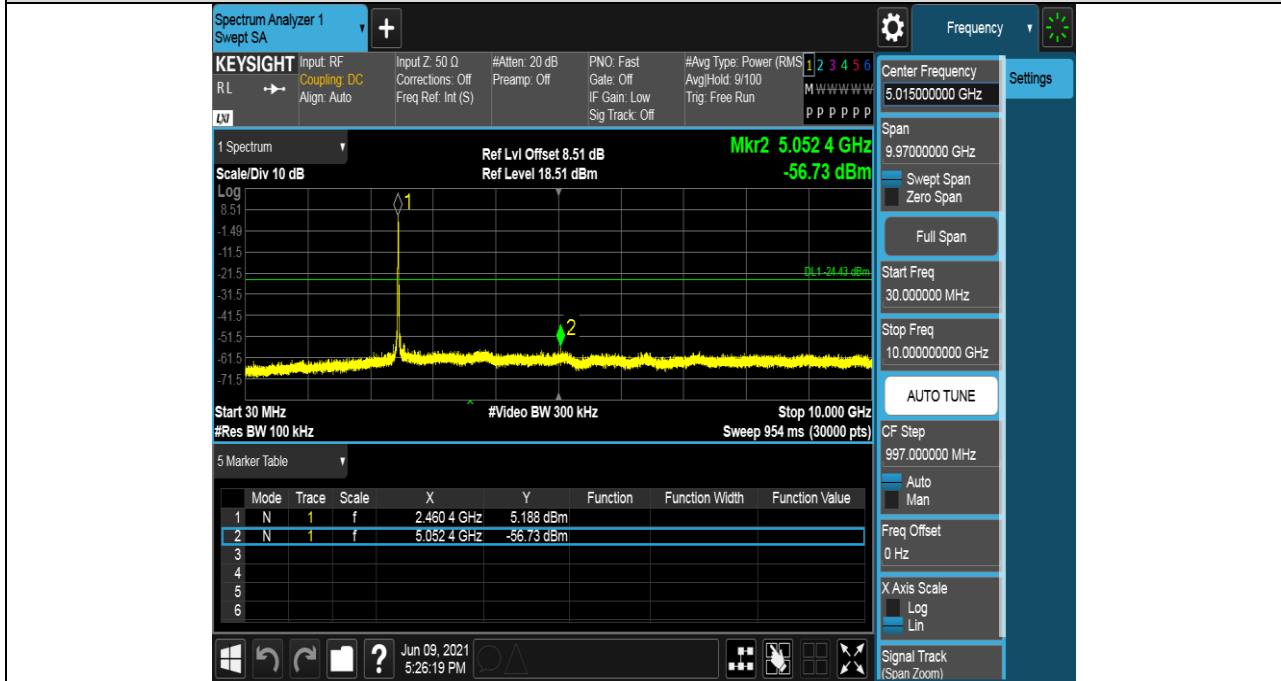 Spectrum Analyzer 1
Swept SA
Frequency
KEYSIGHT
RL
LXI
Input: RF
Coupling: DC
Align: Auto
Input Z: 50 Ω
Corrections: Off
Freq Ref: Int (S)
#Atten: 20 dB
Preamp: Off
PNO: Fast
Gate: Off
IF Gain: Low
Sig Track: Off
#Avg Type: Power (RMS
Avg|Hold: 9/100
Trig: Free Run
1 2 3 4 5 6
M W W W W W
P P P P P P
1 Spectrum
Scale/Div 10 dB
Ref Lvl Offset 8.51 dB
Ref Level 18.51 dBm
Mkr2 5.052 4 GHz
-56.73 dBm
Log
8.51
-1.49
-11.5
-21.5
-31.5
-41.5
-51.5
-61.5
-71.5
1
DL1 -24.43 dBm
2
Start 30 MHz
#Video BW 300 kHz
Stop 10.000 GHz
#Res BW 100 kHz
Sweep 954 ms (30000 pts)
5 Marker Table
Mode Trace Scale X Y Function Function Width Function Value
1 N 1 f 2.460 4 GHz 5.188 dBm
2 N 1 f 5.052 4 GHz -56.73 dBm
3
4
5
6
Jun 09, 2021
5:26:19 PM
?
Center Frequency
5.015000000 GHz
Settings
Span
9.97000000 GHz
Swept Span
Zero Span
Full Span
Start Freq
30.000000 MHz
Stop Freq
10.000000000 GHz
AUTO TUNE
CF Step
997.000000 MHz
Auto
Man
Freq Offset
0 Hz
X Axis Scale
Log
Lin
Signal Track
(Span Zoom)